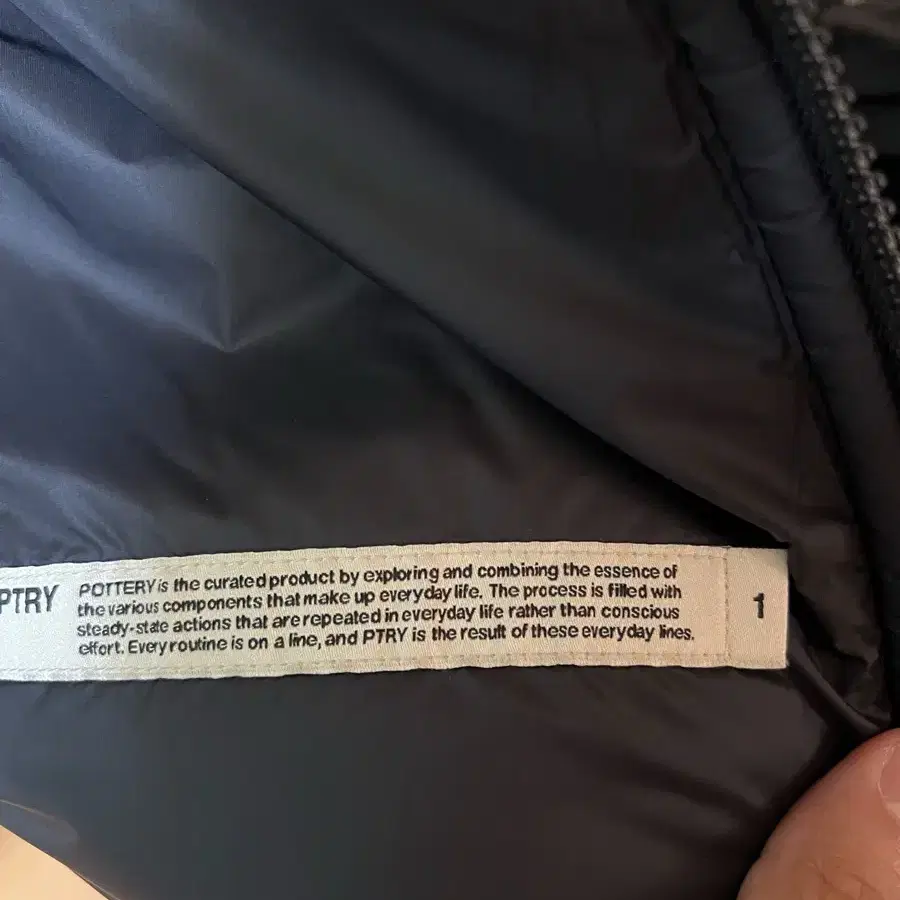 PTRY
POTTERY is the curated product by exploring and combining the essence of
the various components that make up everyday life. The process is filled with
steady-state actions that are repeated in everyday life rather than conscious
effort. Every routine is on a line, and PTRY is the result of these everyday lines.
1